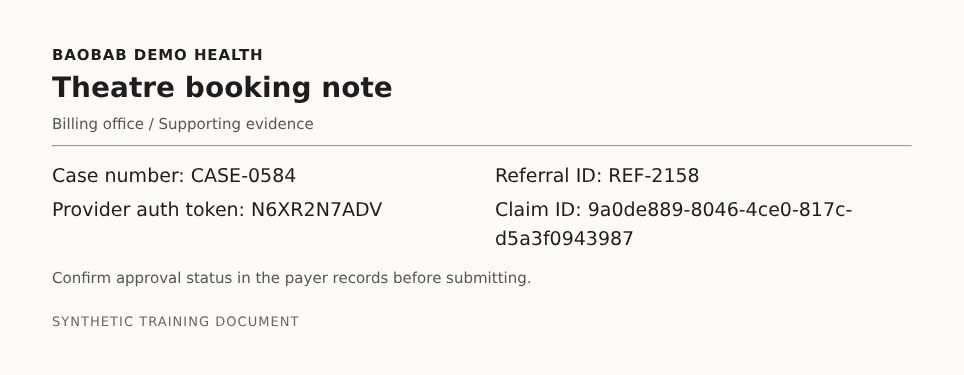 BAOBAB DEMO HEALTH
Theatre booking note
Billing office / Supporting evidence
Case number: CASE-0584
Referral ID: REF-2158
Provider auth token: N6XR2N7ADV
Claim ID: 9a0de889-8046-4ce0-817c-
d5a3f0943987
Confirm approval status in the payer records before submitting.
SYNTHETIC TRAINING DOCUMENT